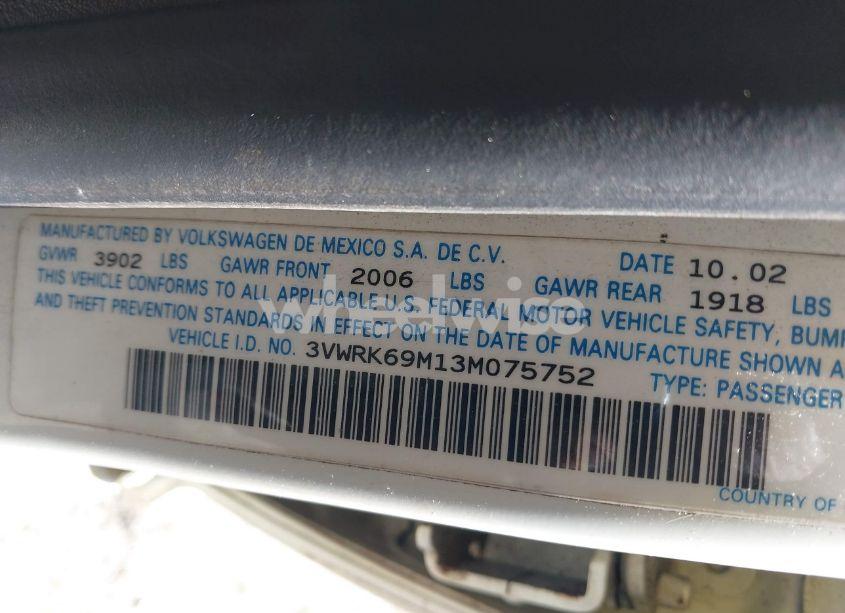 MANUFACTURED BY VOLKSWAGEN DE MEXICO S.A. DE C.V. DATE 10.02
GVWR 3902 LBS GAWR FRONT 2006 LBS GAWR REAR 1918 LBS
THIS VEHICLE CONFORMS TO ALL APPLICABLE U.S. FEDERAL MOTOR VEHICLE SAFETY, BUMP
AND THEFT PREVENTION STANDARDS IN EFFECT ON THE DATE OF MANUFACTURE SHOWN A
VEHICLE I.D. NO. 3VWRK69M13M075752 TYPE: PASSENGER
COUNTRY OF
wheelwise